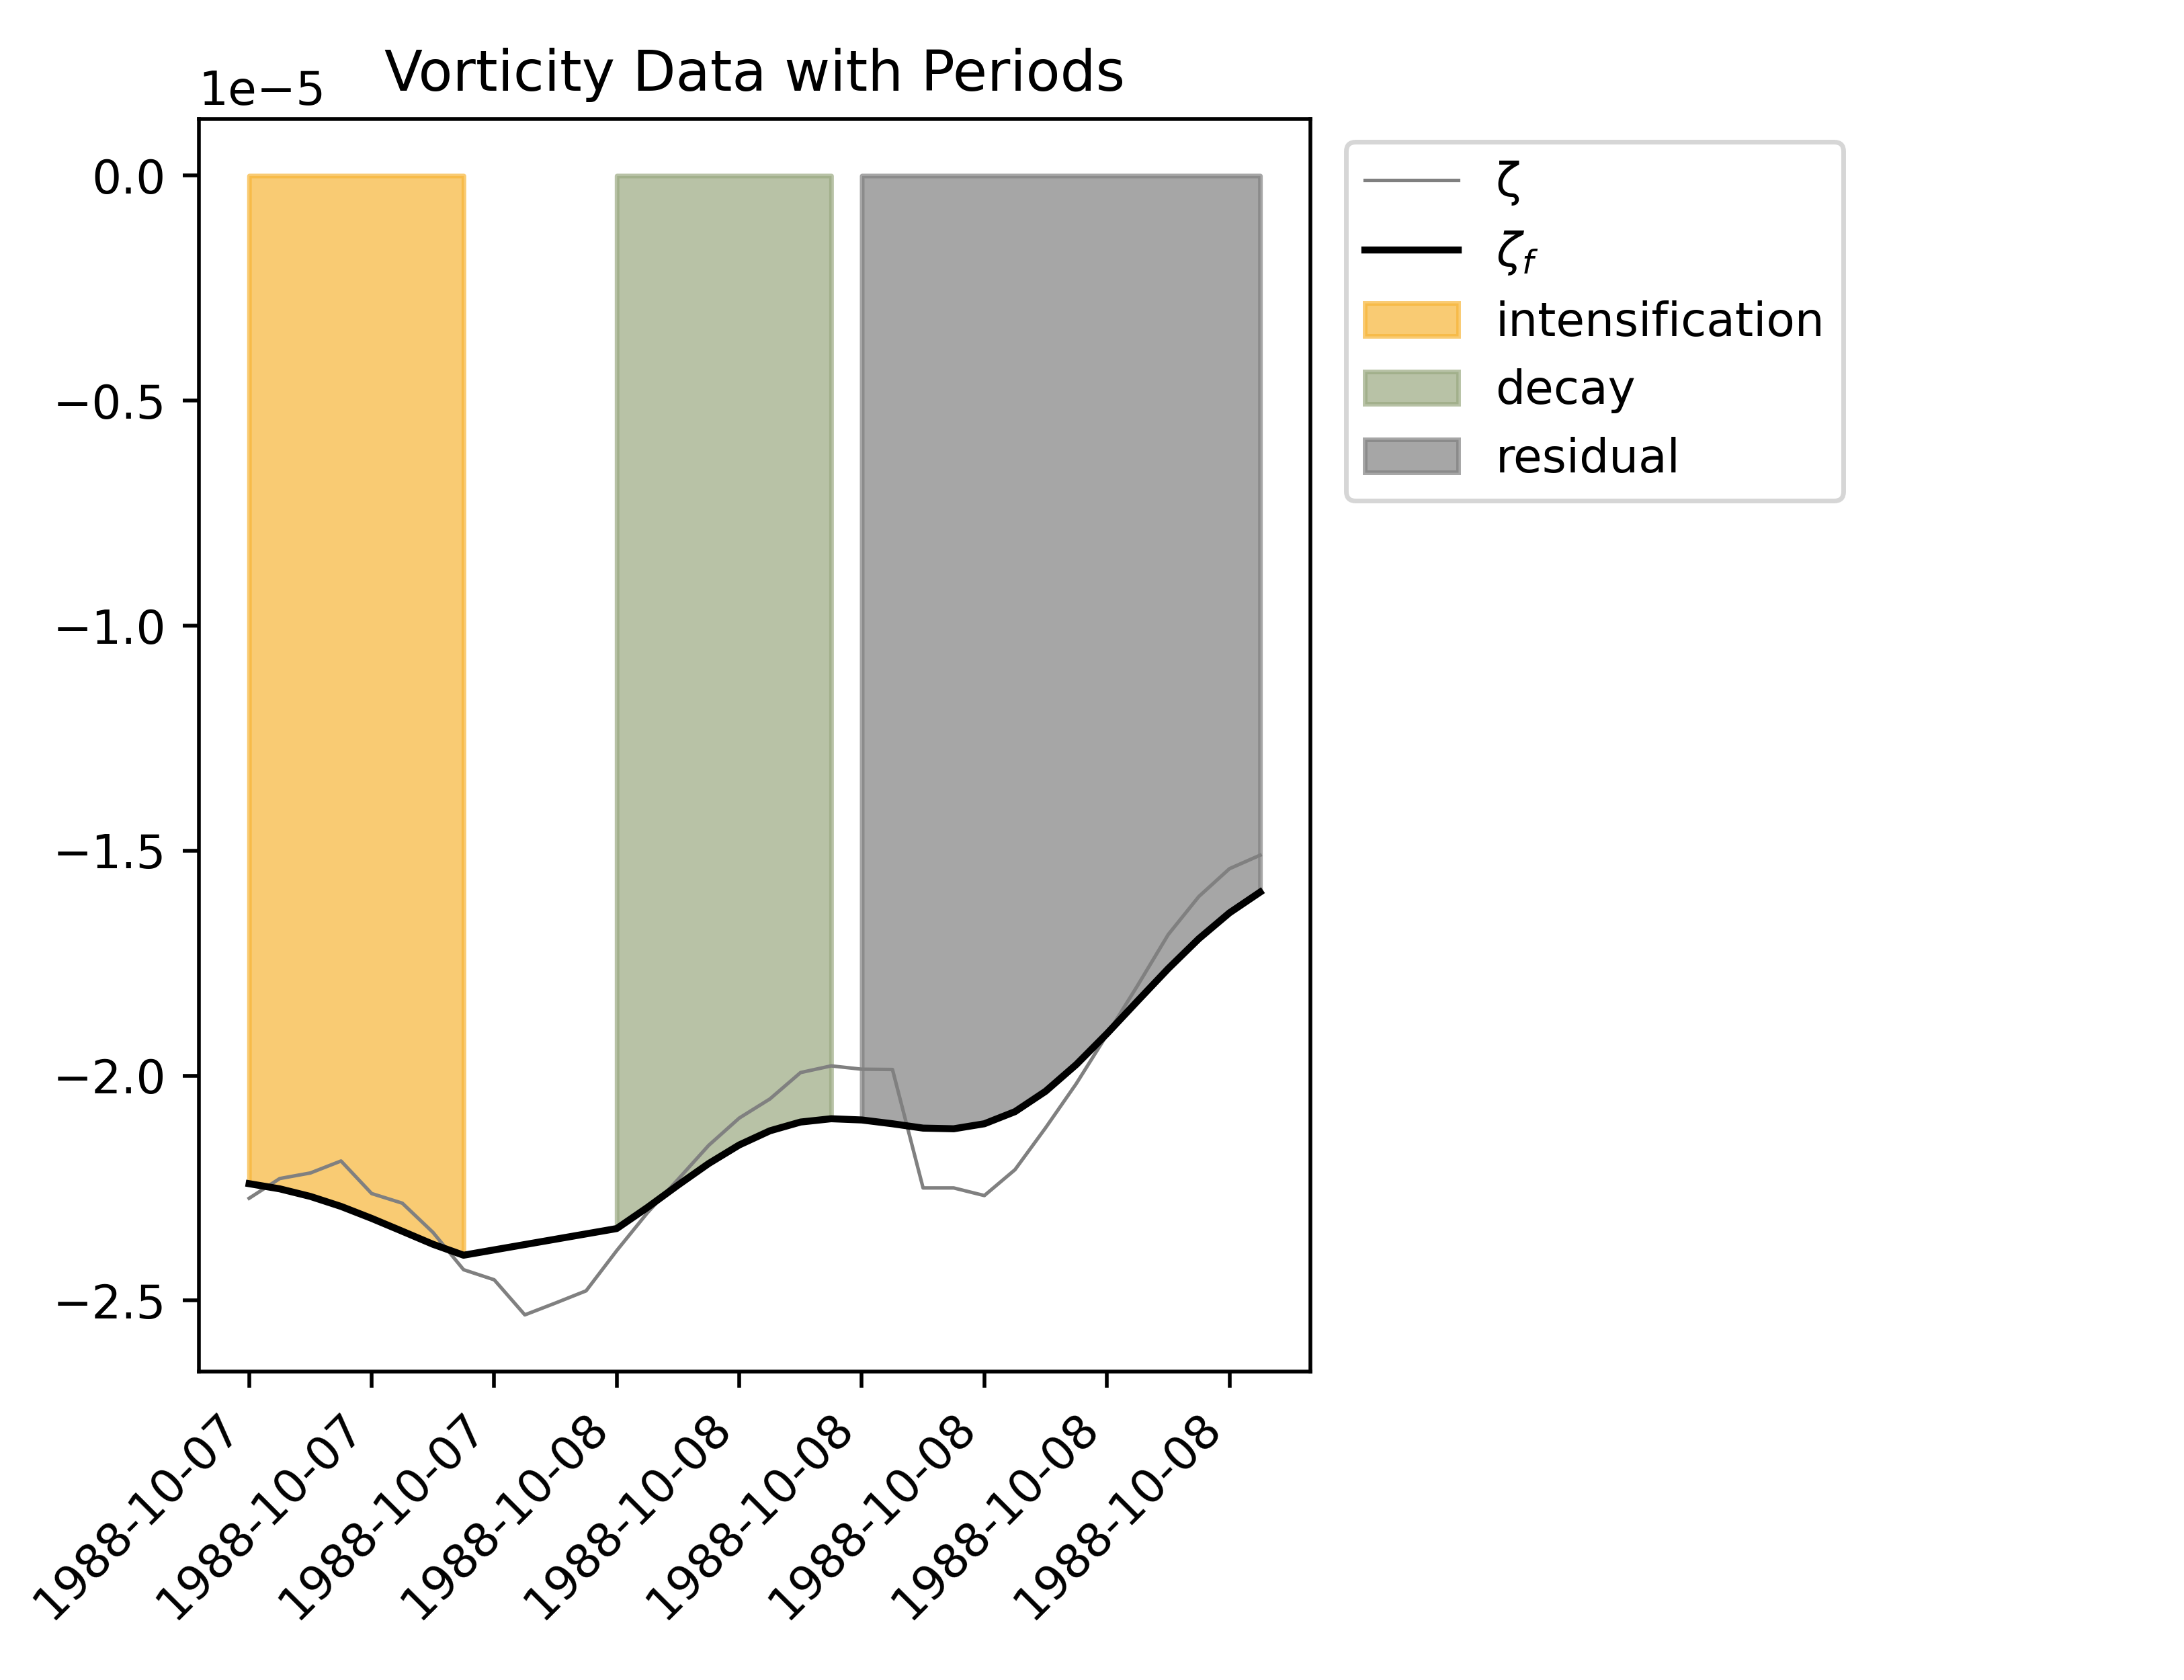 Vorticity Data with Periods
1e−5
0.0
−0.5
−1.0
−1.5
−2.0
−2.5
1988-10-07
1988-10-07
1988-10-07
1988-10-08
1988-10-08
1988-10-08
1988-10-08
1988-10-08
1988-10-08
ζ
ζf
intensification
decay
residual